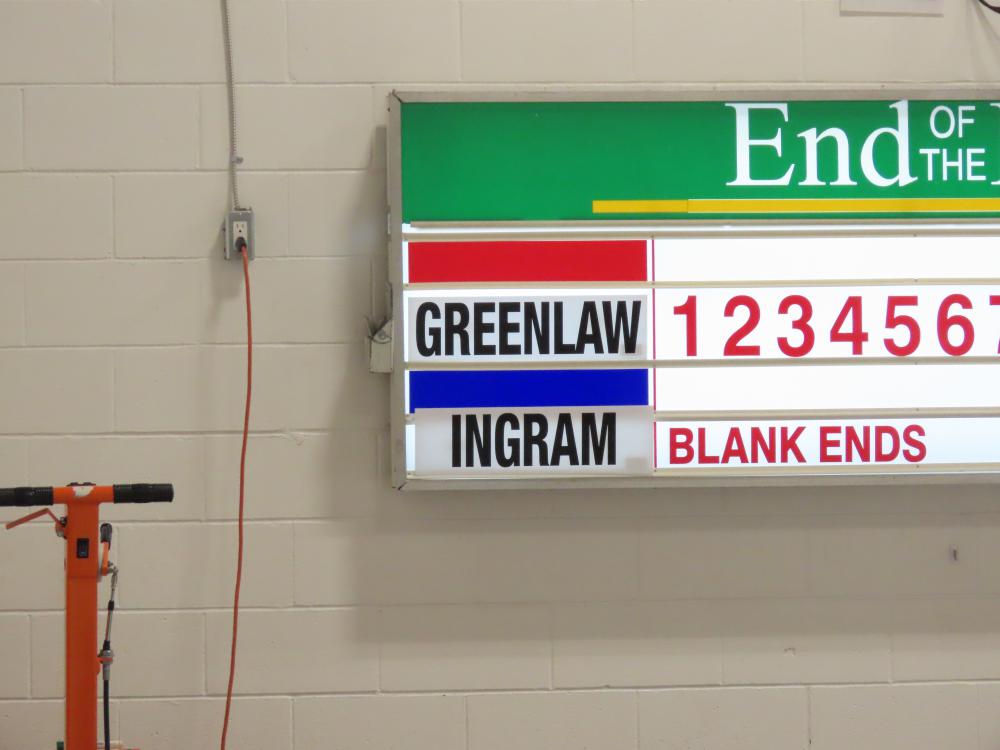 End OF
THE
GREENLAW 1 2 3 4 5 6
INGRAM BLANK ENDS